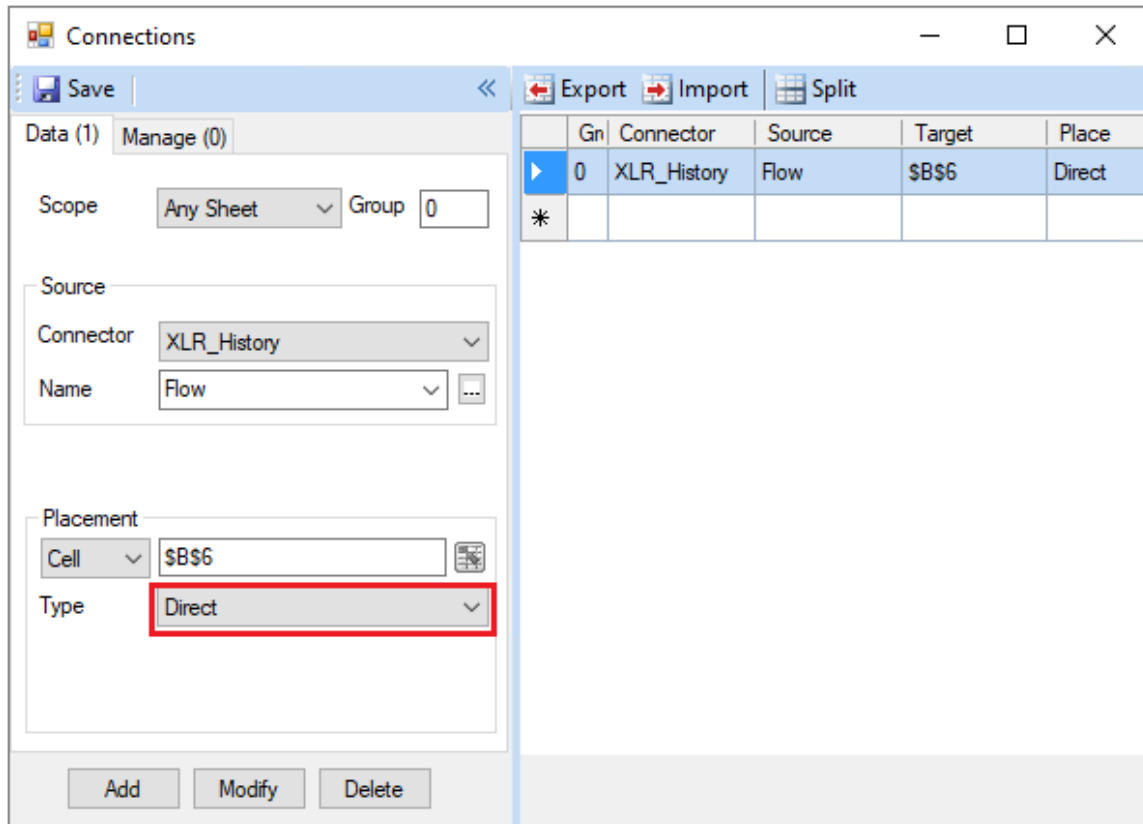 Connections
Save
Data (1) Manage (0)
Scope Any Sheet Group 0
Source
Connector XLR_History
Name Flow ...
Placement
Cell $B$6
Type Direct
Add Modify Delete
Export Import Split
Gr Connector Source Target Place
0 XLR_History Flow $B$6 Direct